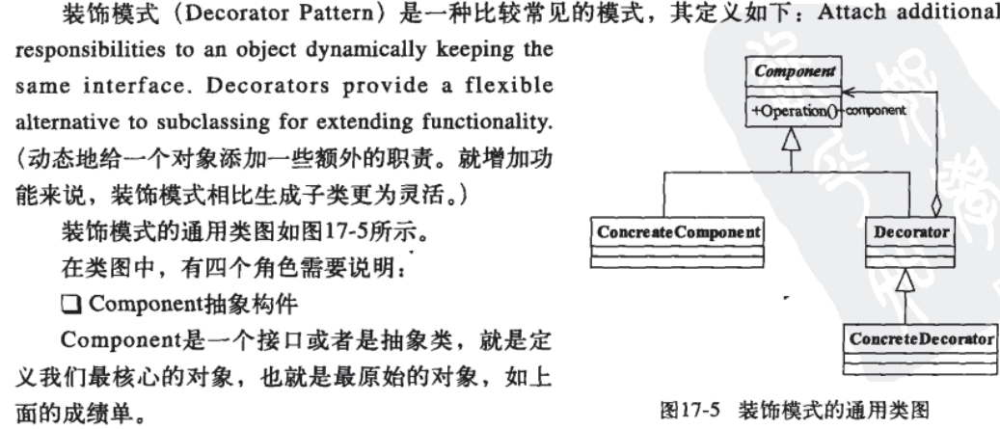 装饰模式（Decorator Pattern）是一种比较常见的模式，其定义如下：Attach additional
responsibilities to an object dynamically keeping the
same interface. Decorators provide a flexible
alternative to subclassing for extending functionality.
（动态地给一个对象添加一些额外的职责。就增加功
能来说，装饰模式相比生成子类更为灵活。）
装饰模式的通用类图如图17-5所示。
在类图中，有四个角色需要说明：
❑ Component抽象构件
Component是一个接口或者是抽象类，就是定
义我们最核心的对象，也就是最原始的对象，如上
面的成绩单。
Component
+Operation()
-component
ConcreateComponent
Decorator
ConcreteDecorator
图17-5 装饰模式的通用类图